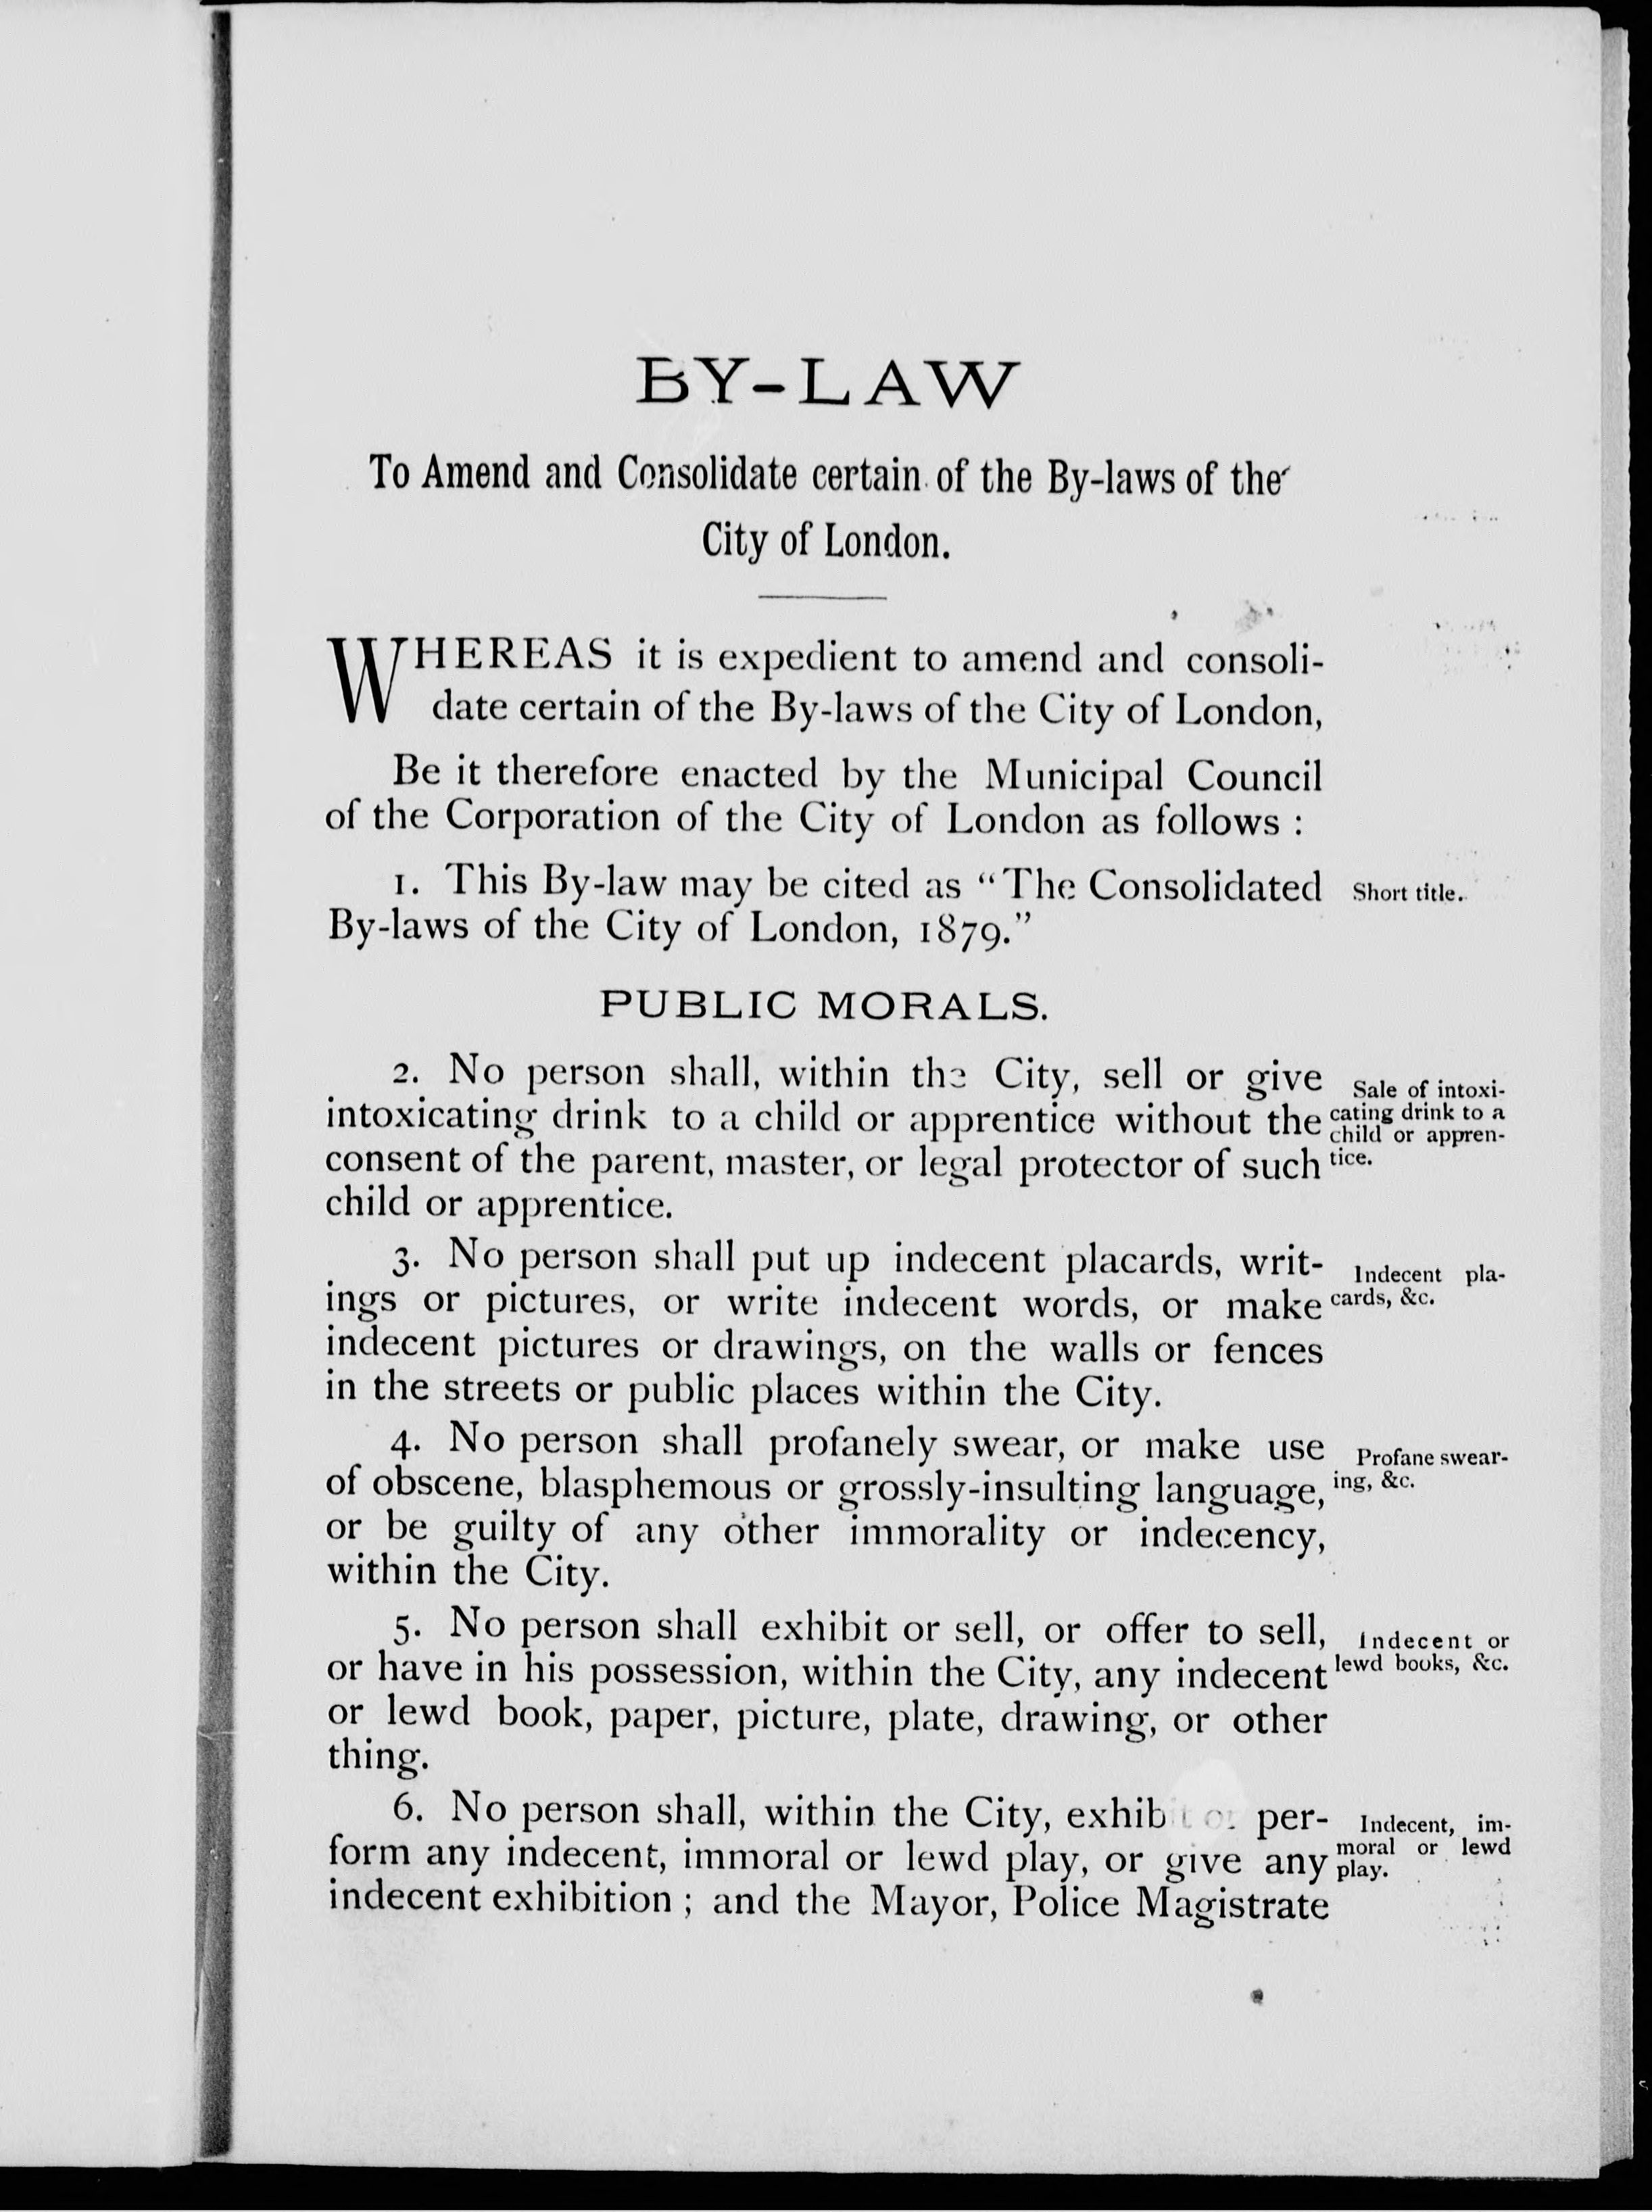 BY-LAW
To Amend and Consolidate certain of the By-laws of the
City of London.
WHEREAS it is expedient to amend and consoli-
date certain of the By-laws of the City of London,
Be it therefore enacted by the Municipal Council
of the Corporation of the City of London as follows :
1. This By-law may be cited as “The Consolidated
Short title.
By-laws of the City of London, 1879.”
PUBLIC MORALS.
2. No person shall, within the City, sell or give
intoxicating drink to a child or apprentice without the
consent of the parent, master, or legal protector of such
child or apprentice.
Sale of intoxi-
cating drink to a
child or appren-
tice.
3. No person shall put up indecent placards, writ-
ings or pictures, or write indecent words, or make
indecent pictures or drawings, on the walls or fences
in the streets or public places within the City.
Indecent pla-
cards, &c.
4. No person shall profanely swear, or make use
of obscene, blasphemous or grossly-insulting language,
or be guilty of any other immorality or indecency,
within the City.
Profane swear-
ing, &c.
5. No person shall exhibit or sell, or offer to sell,
or have in his possession, within the City, any indecent
or lewd book, paper, picture, plate, drawing, or other
thing.
Indecent or
lewd books, &c.
6. No person shall, within the City, exhibit or per-
form any indecent, immoral or lewd play, or give any
indecent exhibition ; and the Mayor, Police Magistrate
Indecent, im-
moral or lewd
play.